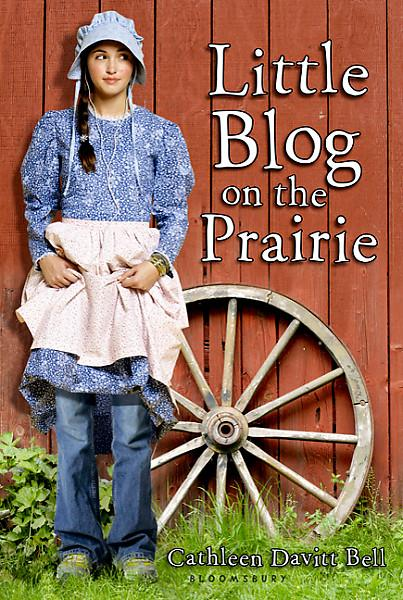 Little
Blog
on the
Prairie
Cathleen Davitt Bell
BLOOMSBURY